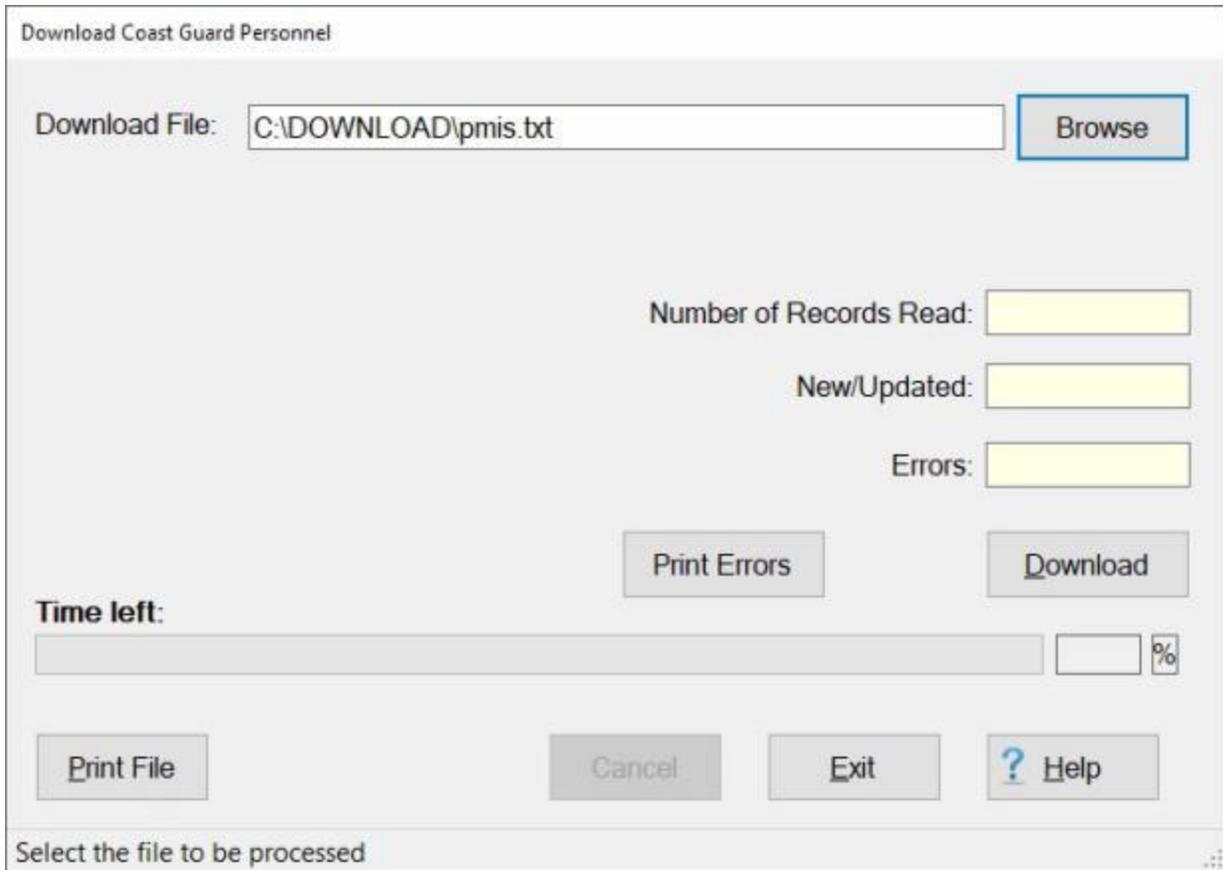 Download Coast Guard Personnel
Download File: C:\DOWNLOAD\pmis.txt Browse
Number of Records Read:
New/Updated:
Errors:
Print Errors Download
Time left:
%
Print File Cancel Exit ? Help
Select the file to be processed